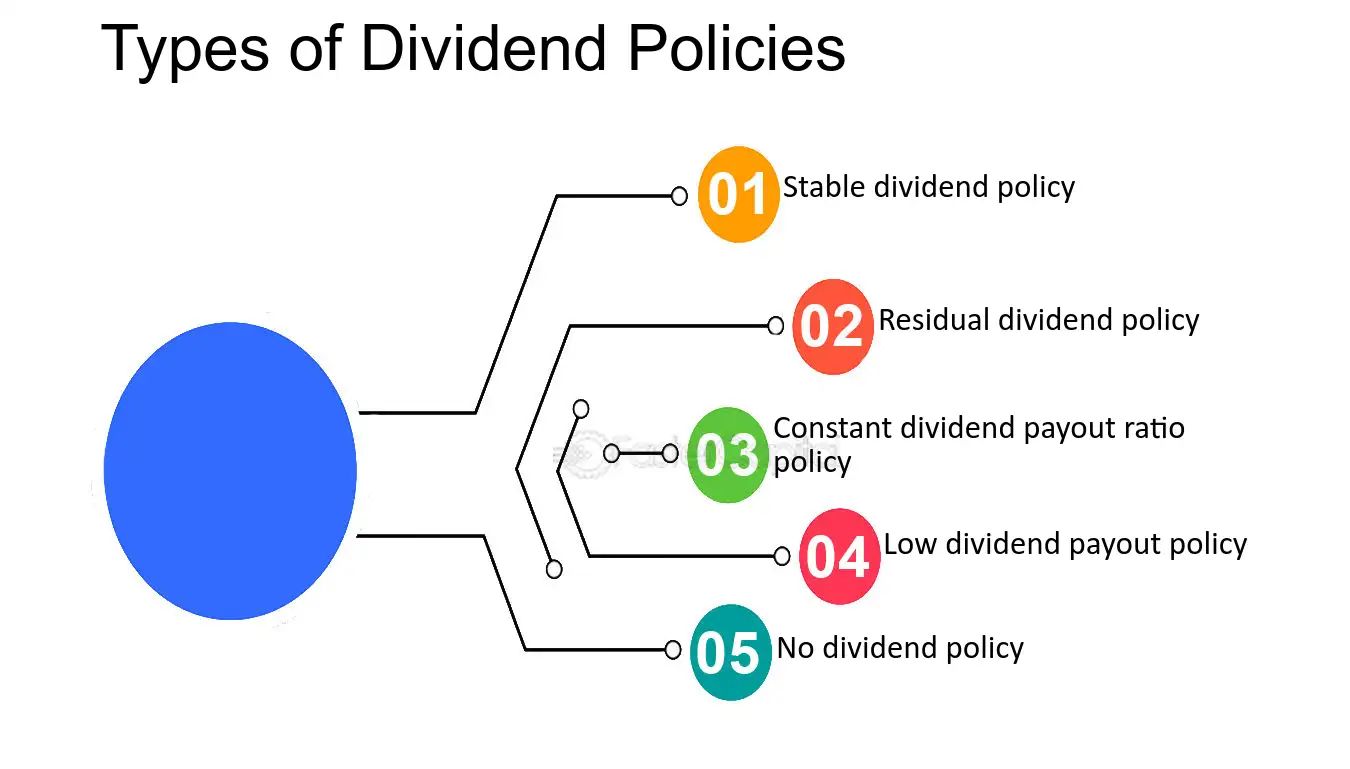 Types of Dividend Policies
01
Stable dividend policy
02
Residual dividend policy
03
Constant dividend payout ratio
policy
04
Low dividend payout policy
05
No dividend policy